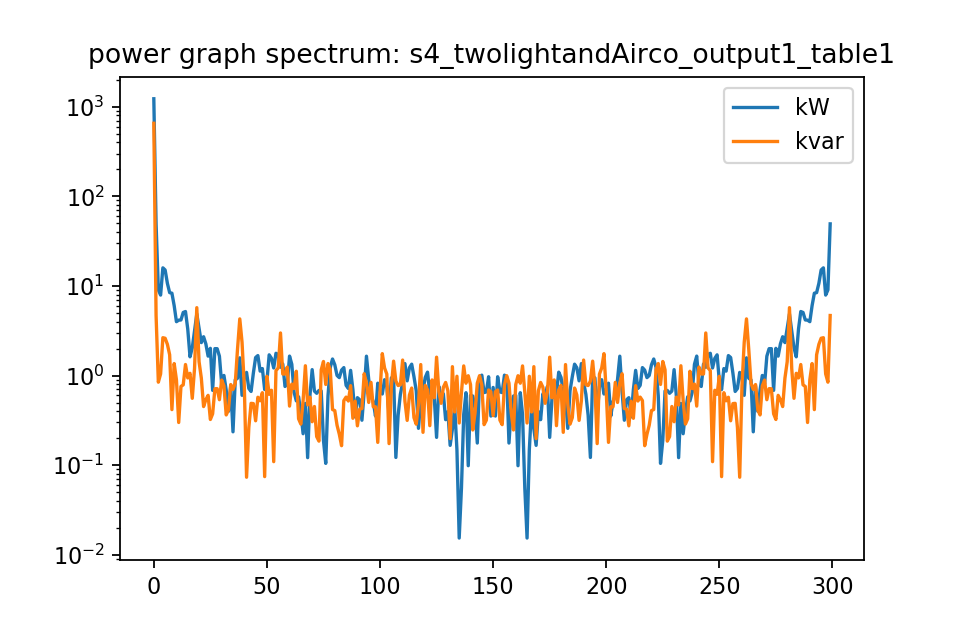 power graph spectrum: s4_twolightandAirco_output1_table1
kW
kvar
10³
10²
10¹
10⁰
10⁻¹
10⁻²
0 50 100 150 200 250 300